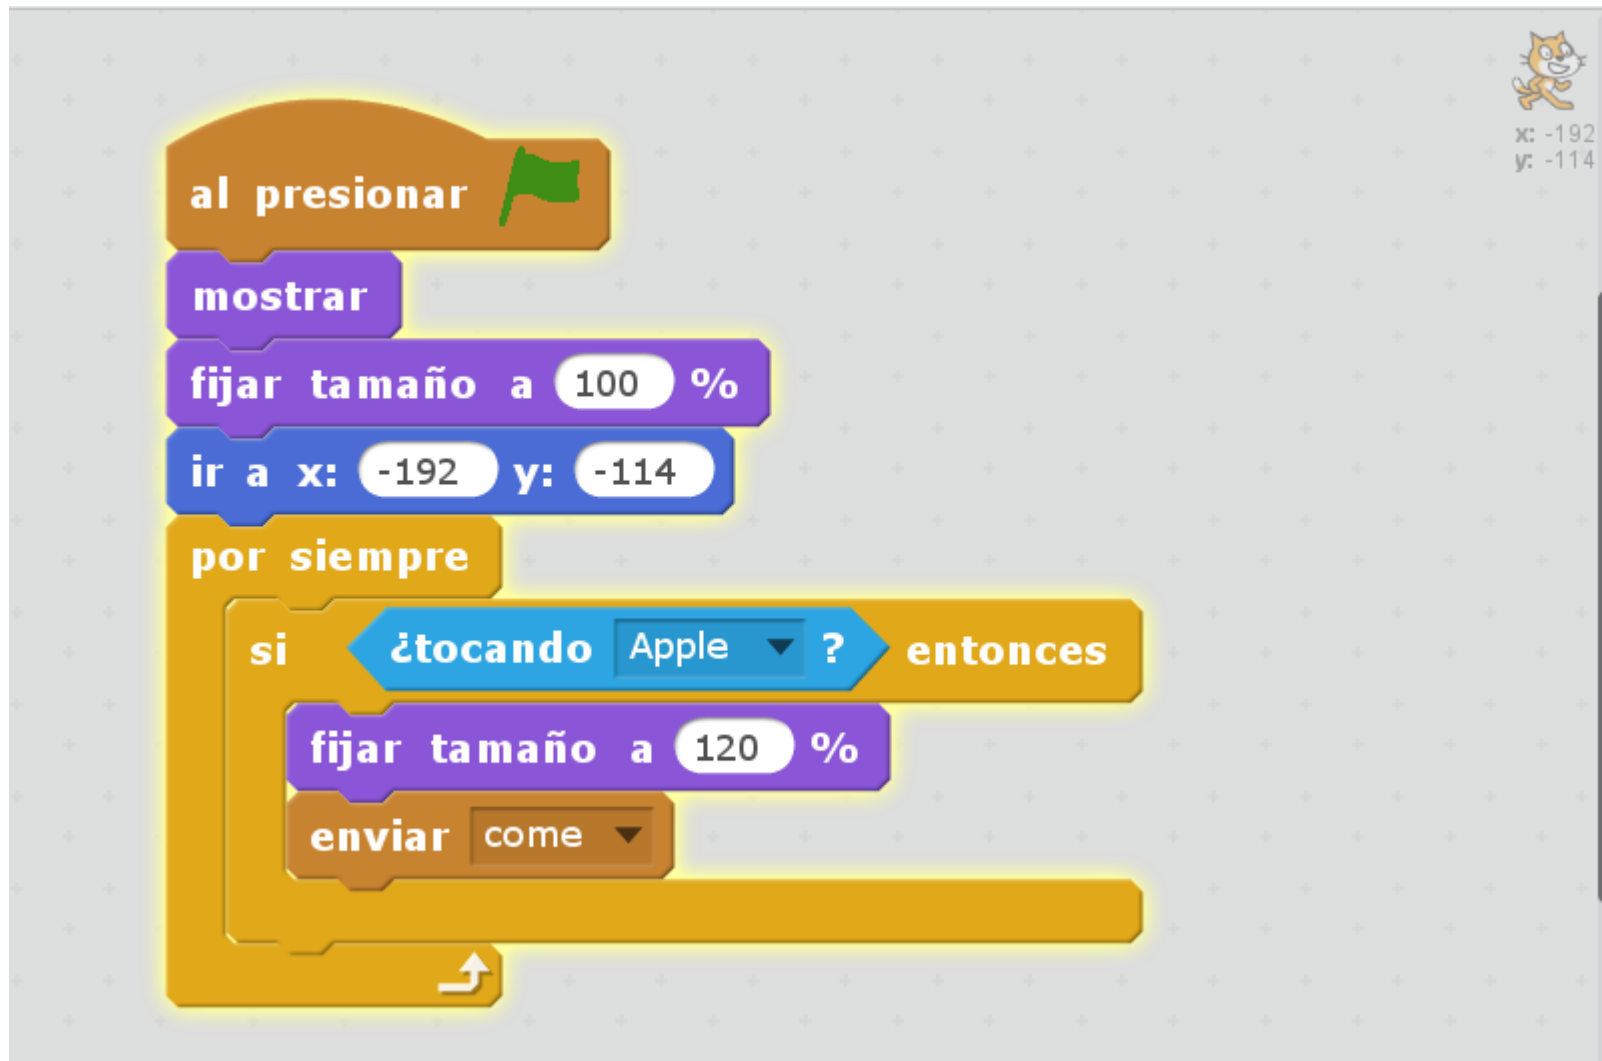 x: -192
y: -114
al presionar
mostrar
fijar tamaño a 100 %
ir a x: -192 y: -114
por siempre
si ¿tocando Apple ? entonces
fijar tamaño a 120 %
enviar come